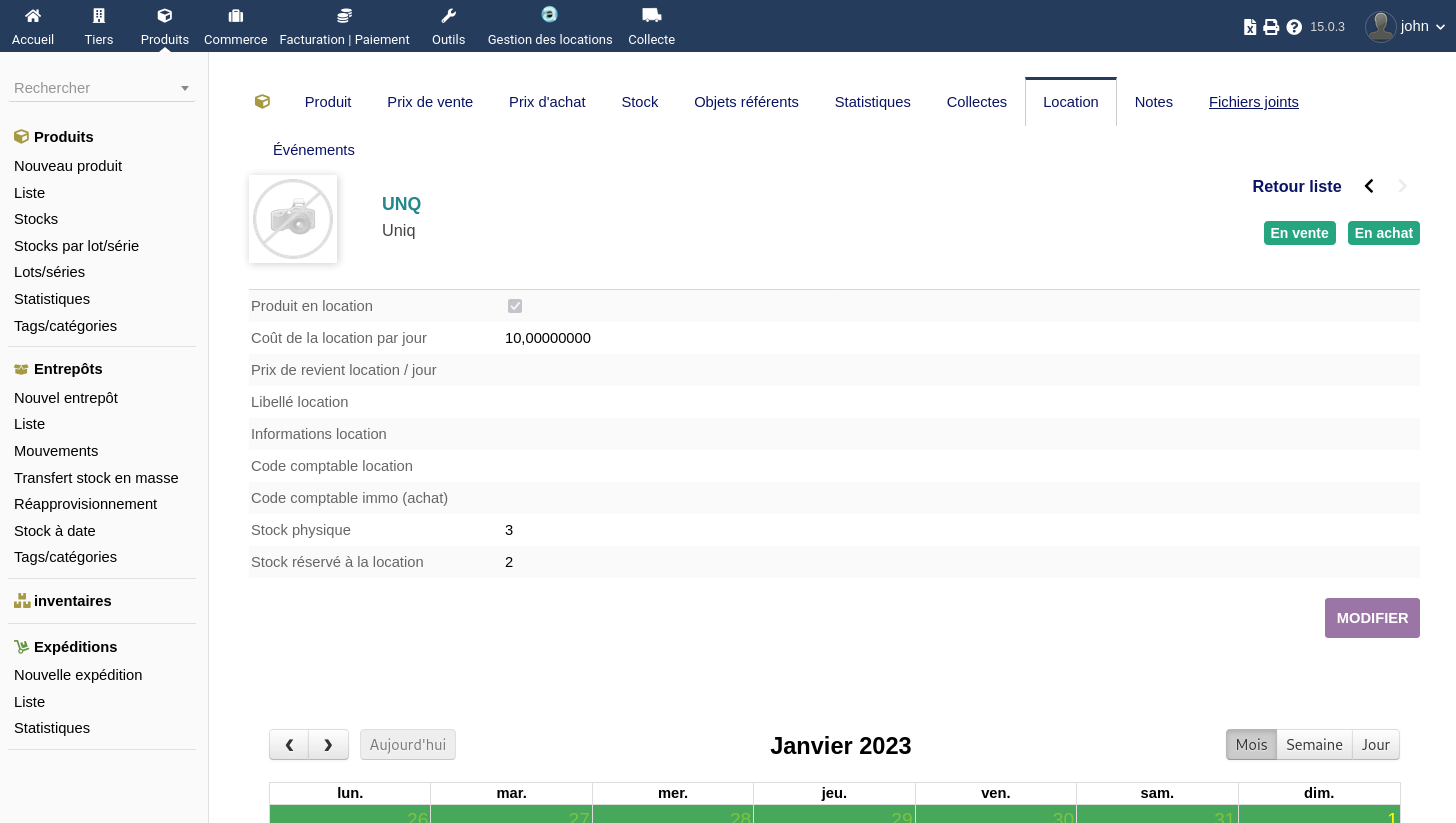 Accueil
Tiers
Produits
Commerce
Facturation | Paiement
Outils
Gestion des locations
Collecte
15.0.3
john
Rechercher
Produits
Nouveau produit
Liste
Stocks
Stocks par lot/série
Lots/séries
Statistiques
Tags/catégories
Entrepôts
Nouvel entrepôt
Liste
Mouvements
Transfert stock en masse
Réapprovisionnement
Stock à date
Tags/catégories
inventaires
Expéditions
Nouvelle expédition
Liste
Statistiques
Produit
Prix de vente
Prix d'achat
Stock
Objets référents
Statistiques
Collectes
Location
Notes
Fichiers joints
Événements
UNQ
Uniq
Retour liste
En vente
En achat
Produit en location
Coût de la location par jour 10,00000000
Prix de revient location / jour
Libellé location
Informations location
Code comptable location
Code comptable immo (achat)
Stock physique 3
Stock réservé à la location 2
MODIFIER
Aujourd'hui
Janvier 2023
Mois
Semaine
Jour
lun. mar. mer. jeu. ven. sam. dim.
26 27 28 29 30 31 1